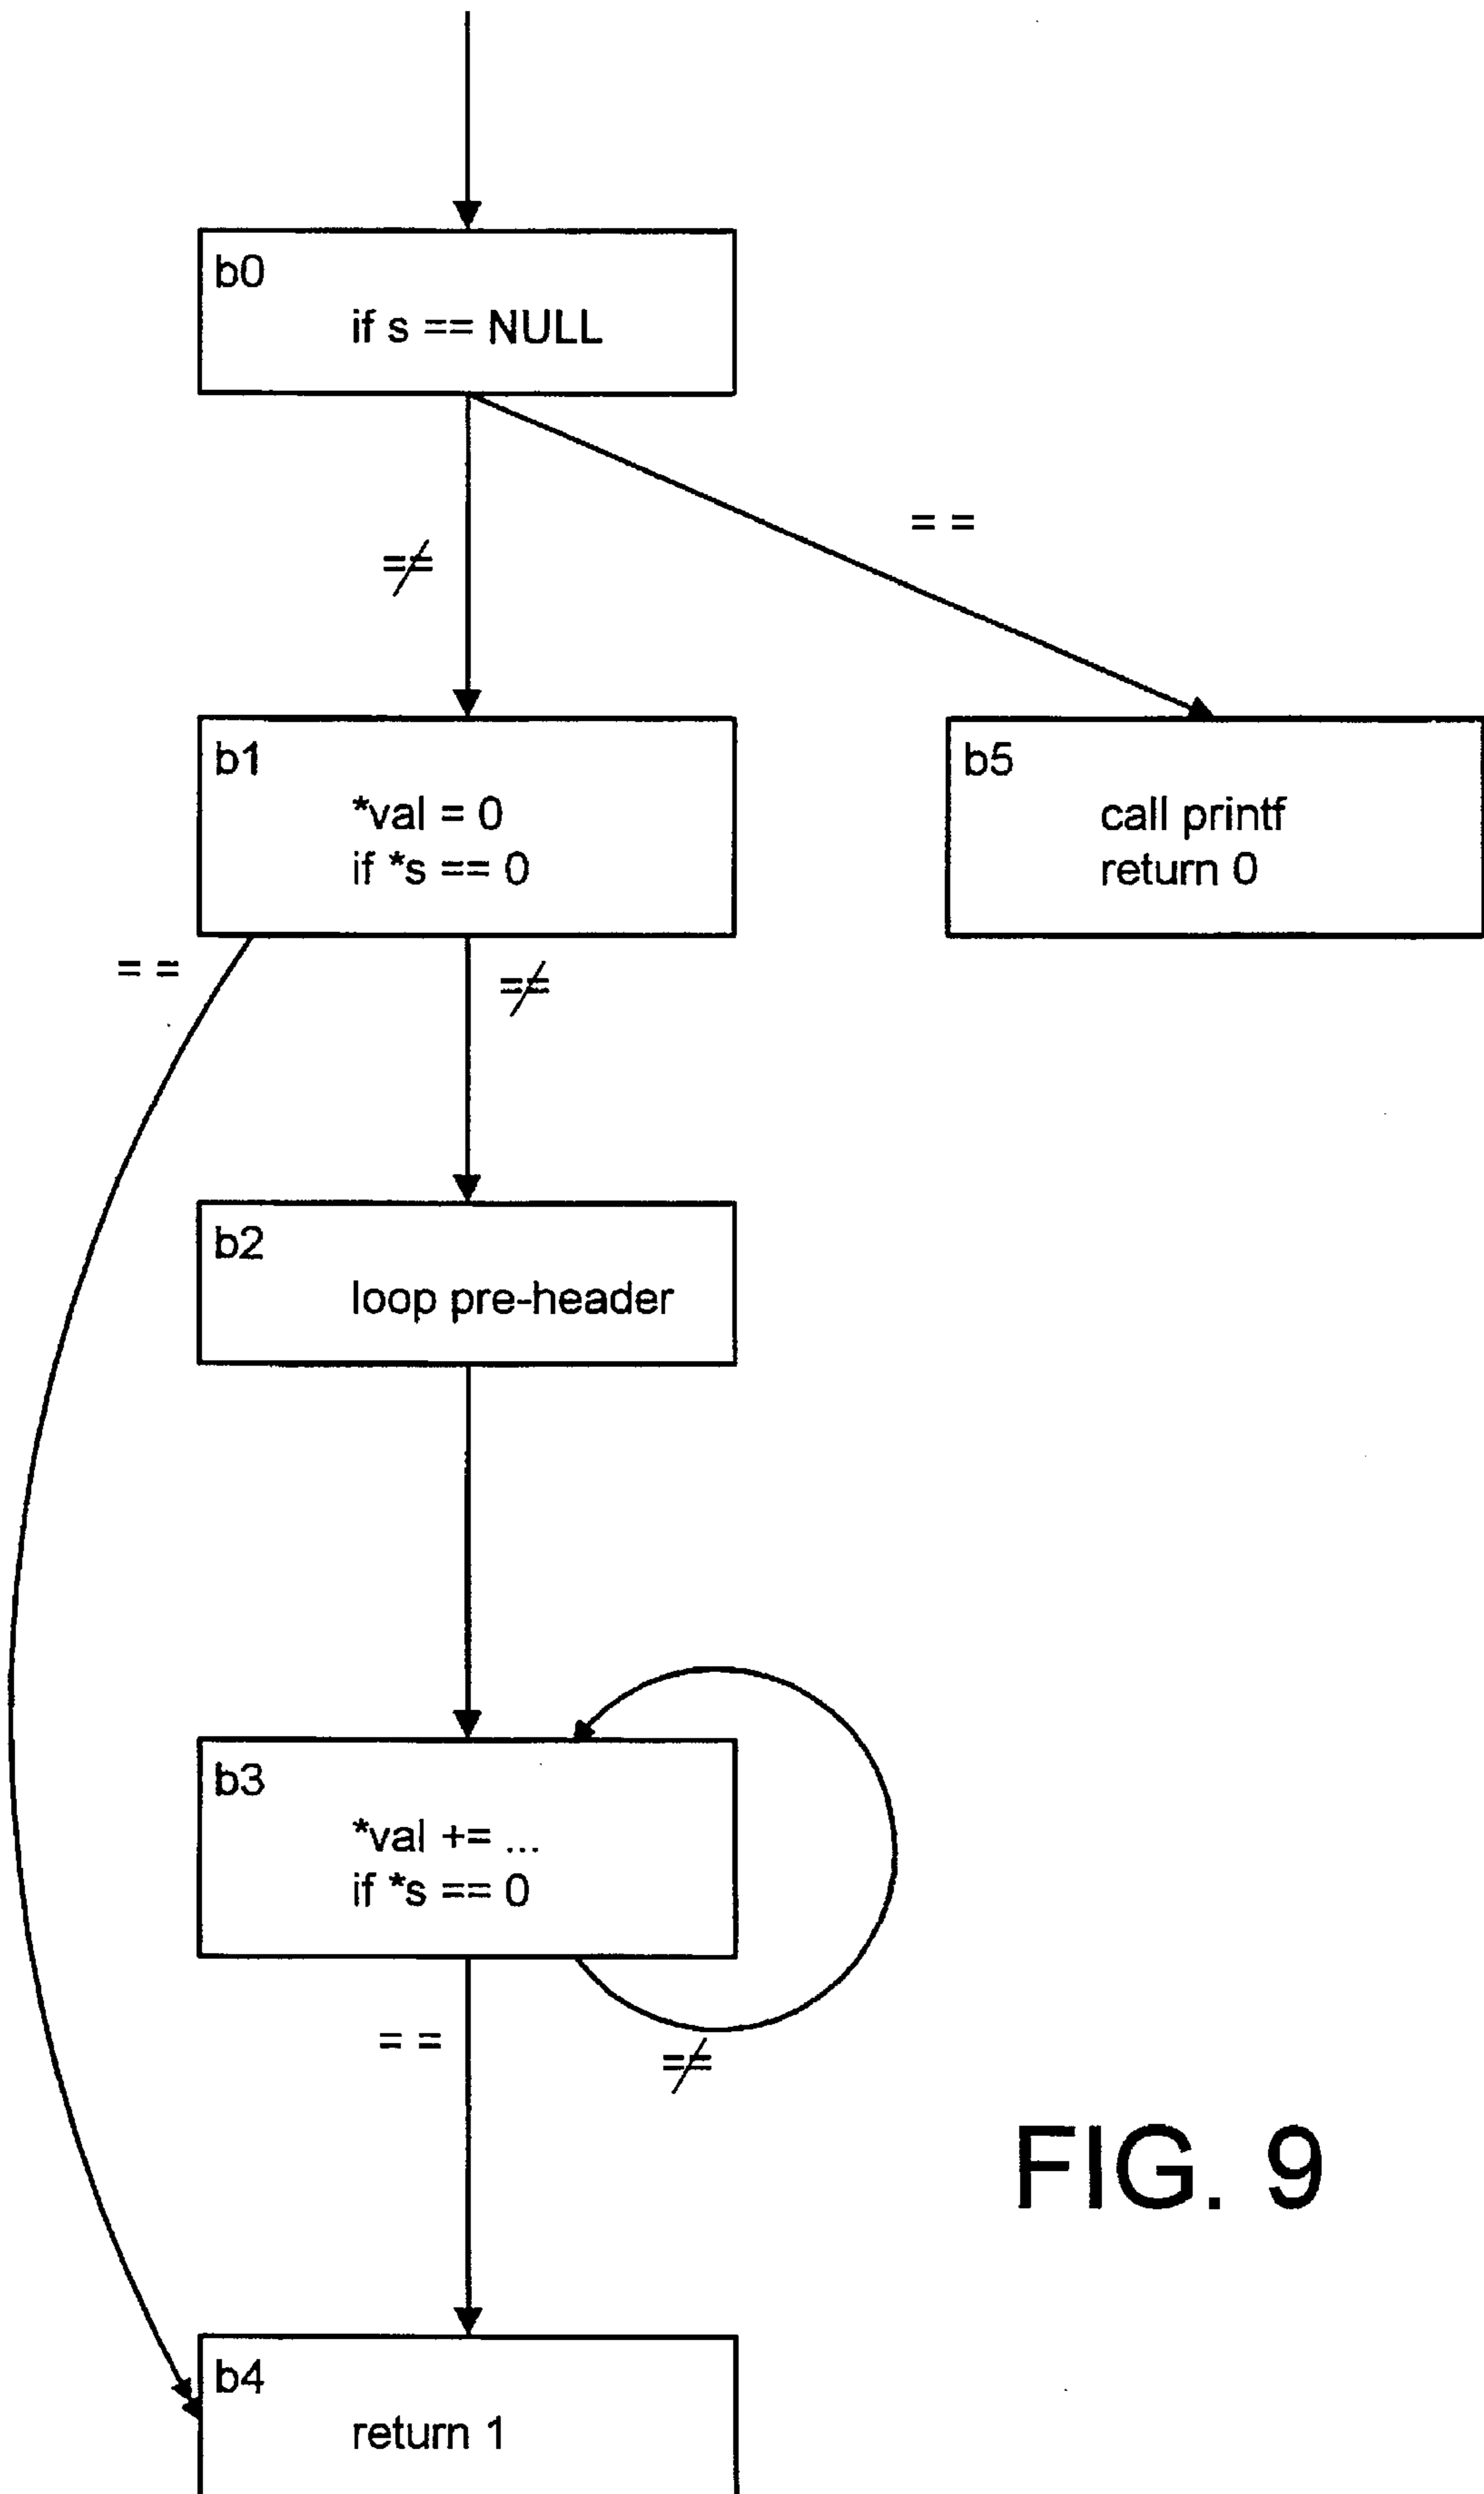 b0
if s == NULL
= =
≠
b1
*val = 0
if *s == 0
b5
call printf
return 0
= =
≠
b2
loop pre-header
b3
*val += ...
if *s == 0
= =
≠
FIG. 9
b4
return 1